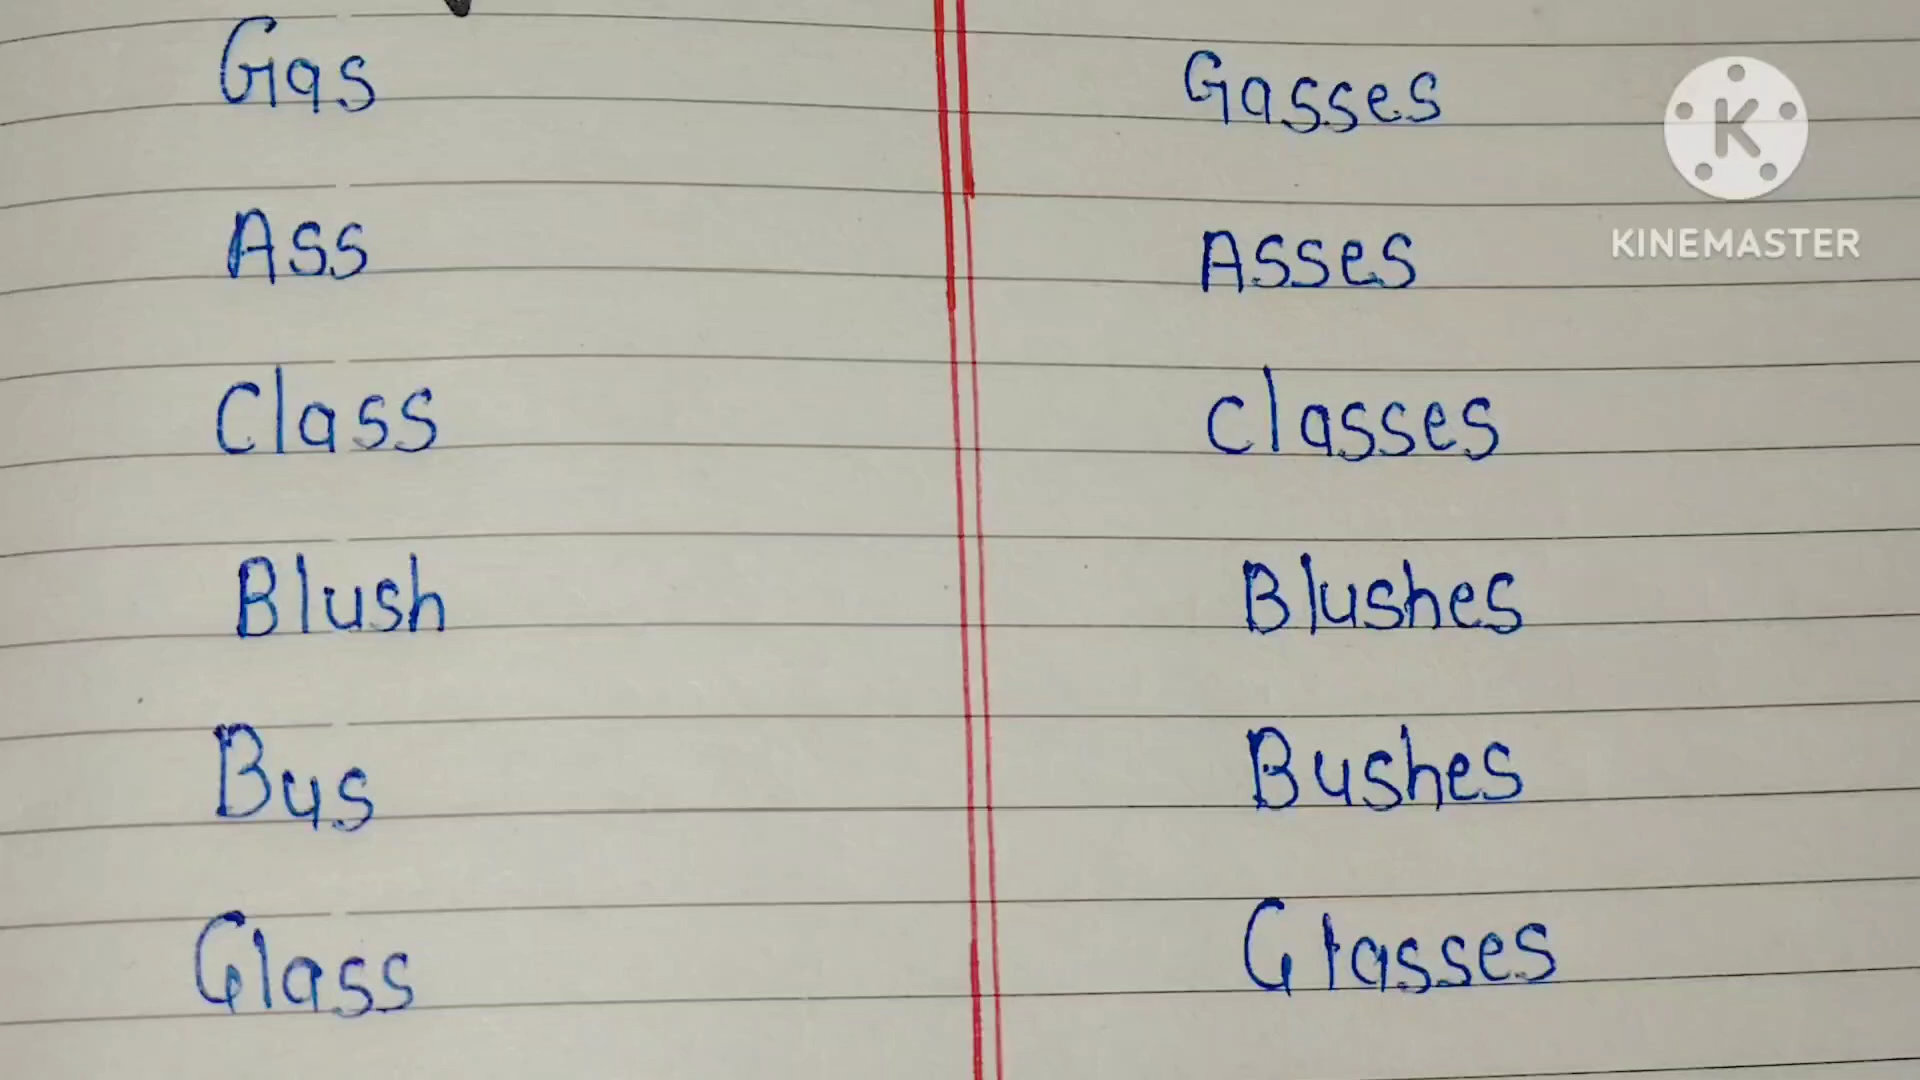 Gas Gasses
KINEMASTER
Ass Asses
Class Classes
Blush Blushes
Bus Bushes
Glass Glasses